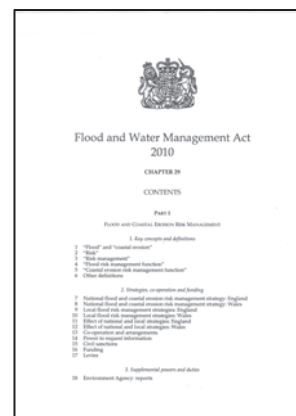 Flood and Water Management Act
2010
CHAPTER 29
CONTENTS
PART 1
FLOOD AND COASTAL EROSION RISK MANAGEMENT
1. Key concepts and definitions
1 "Flood" and "coastal erosion"
2 "Risk"
3 "Risk management"
4 "Flood risk management function"
5 "Coastal erosion risk management function"
6 Other definitions
2. Strategies, co-operation and funding
7 National flood and coastal erosion risk management strategy: England
8 National flood and coastal erosion risk management strategy: Wales
9 Local flood risk management strategies: England
10 Local flood risk management strategies: Wales
11 Effect of national and local strategies: England
12 Effect of national and local strategies: Wales
13 Co-operation and arrangements
14 Power to request information
15 Civil sanctions
16 Funding
17 Levies
3. Supplemental powers and duties
18 Environment Agency: reports